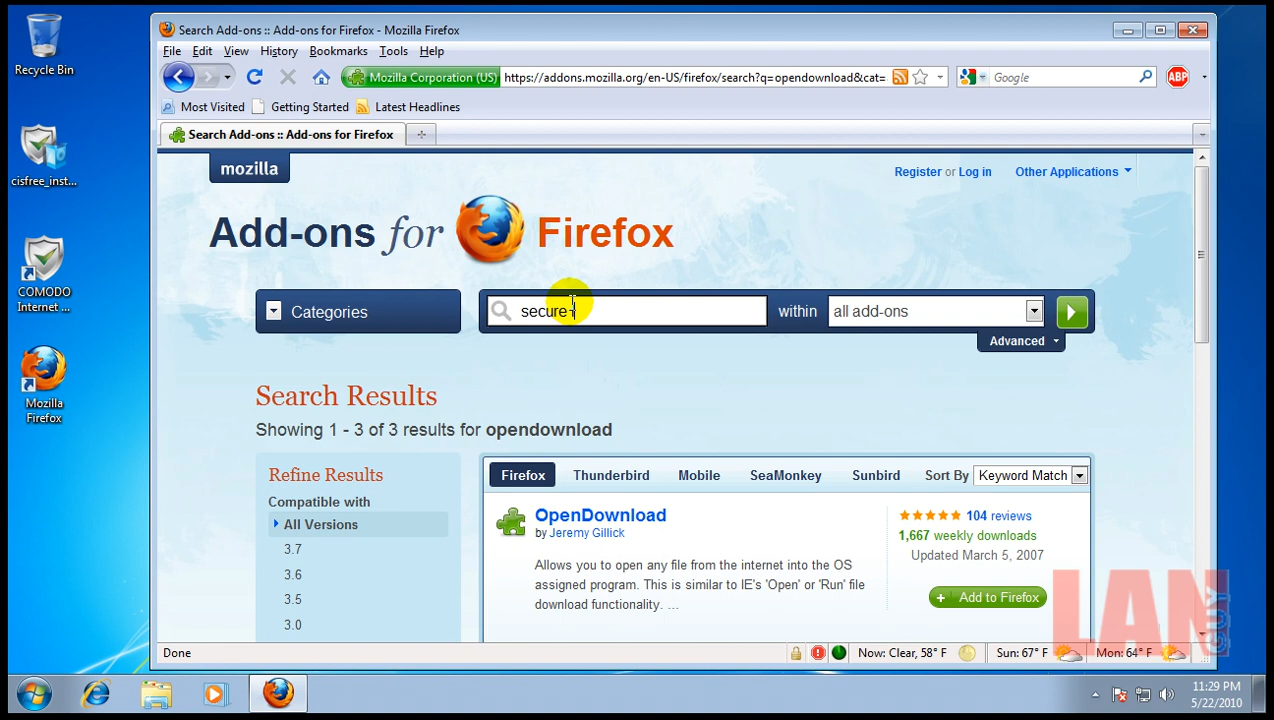 Recycle Bin
cisfree_inst...
COMODO
Internet ...
Mozilla
Firefox
Search Add-ons :: Add-ons for Firefox - Mozilla Firefox
File Edit View History Bookmarks Tools Help
Mozilla Corporation (US) https://addons.mozilla.org/en-US/firefox/search?q=opendownload&cat= Google ABP
Most Visited Getting Started Latest Headlines
Search Add-ons :: Add-ons for Firefox
mozilla
Register or Log in Other Applications
Add-ons for Firefox
Categories
secure within all add-ons
Advanced
Search Results
Showing 1 - 3 of 3 results for opendownload
Refine Results
Compatible with
All Versions
3.7
3.6
3.5
3.0
Firefox Thunderbird Mobile SeaMonkey Sunbird Sort By Keyword Match
OpenDownload
by Jeremy Gillick
104 reviews
1,667 weekly downloads
Updated March 5, 2007
Allows you to open any file from the internet into the OS
assigned program. This is similar to IE's 'Open' or 'Run' file
download functionality. ...
+ Add to Firefox
LAN GUY
Done Now: Clear, 58° F Sun: 67° F Mon: 64° F
11:29 PM
5/22/2010